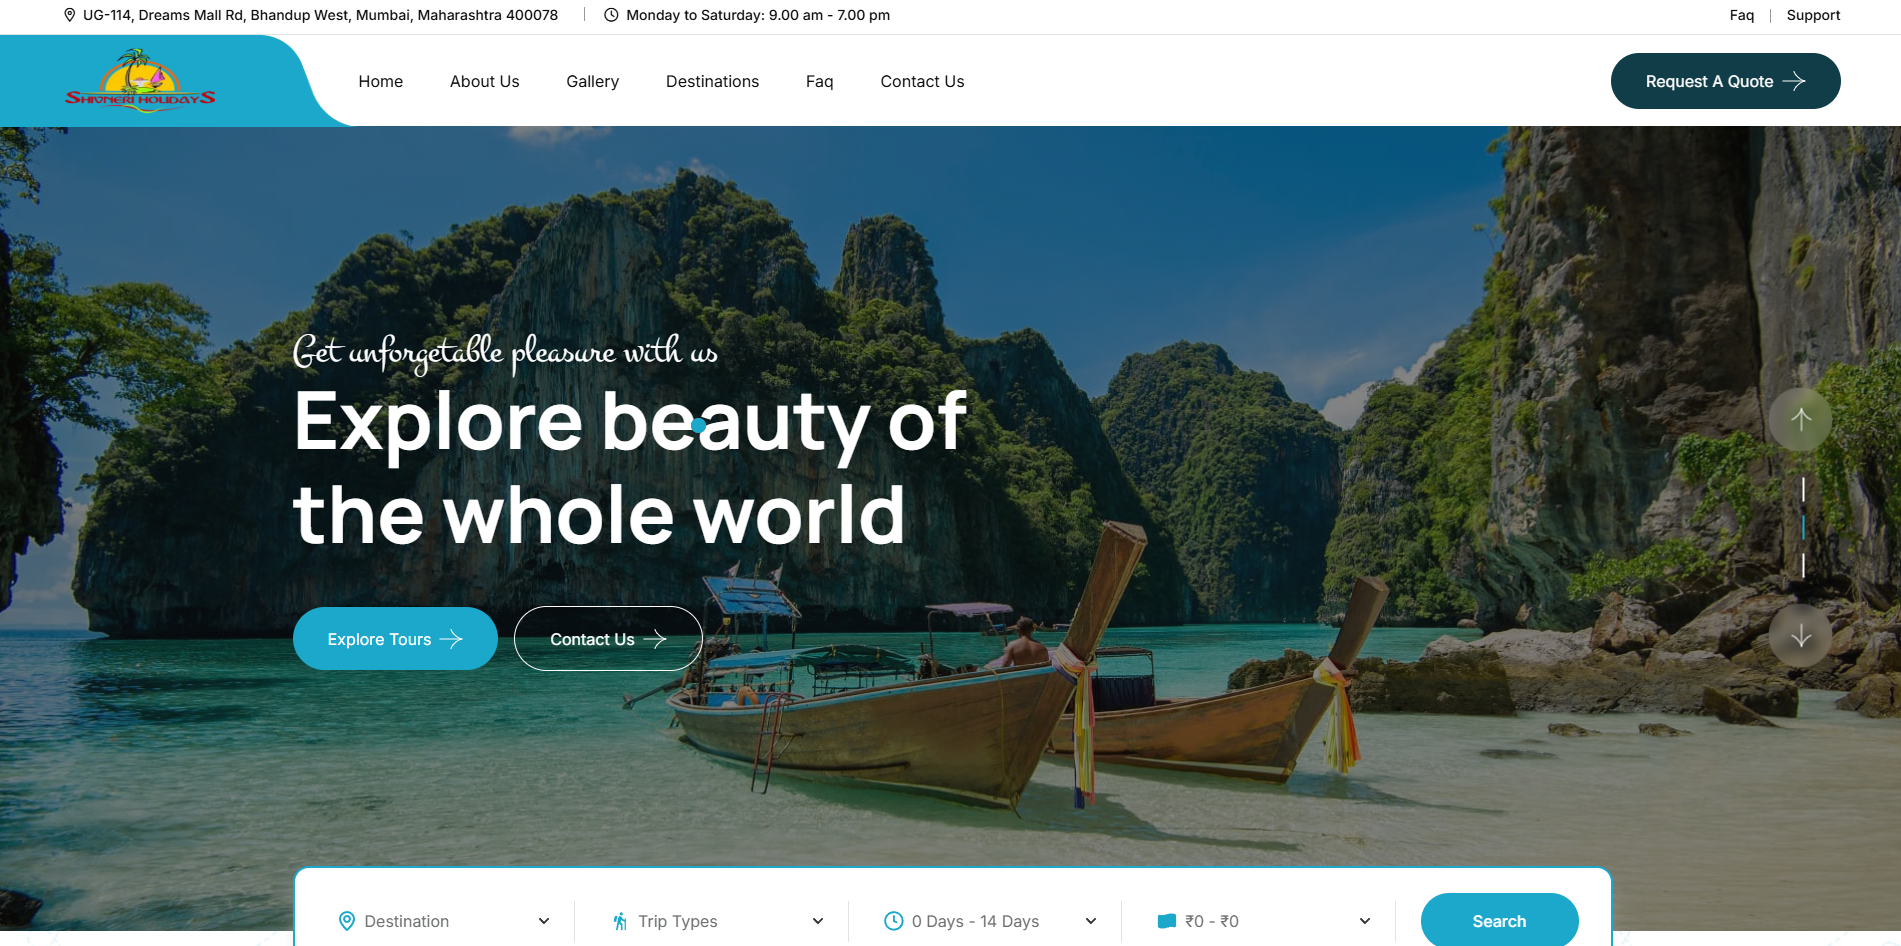 UG-114, Dreams Mall Rd, Bhandup West, Mumbai, Maharashtra 400078
Monday to Saturday: 9.00 am - 7.00 pm
Faq
Support
SHIVNERI HOLIDAYS
Home
About Us
Gallery
Destinations
Faq
Contact Us
Request A Quote
Get unforgetable pleasure with us
Explore beauty of
the whole world
Explore Tours
Contact Us
Destination
Trip Types
0 Days - 14 Days
₹0 - ₹0
Search